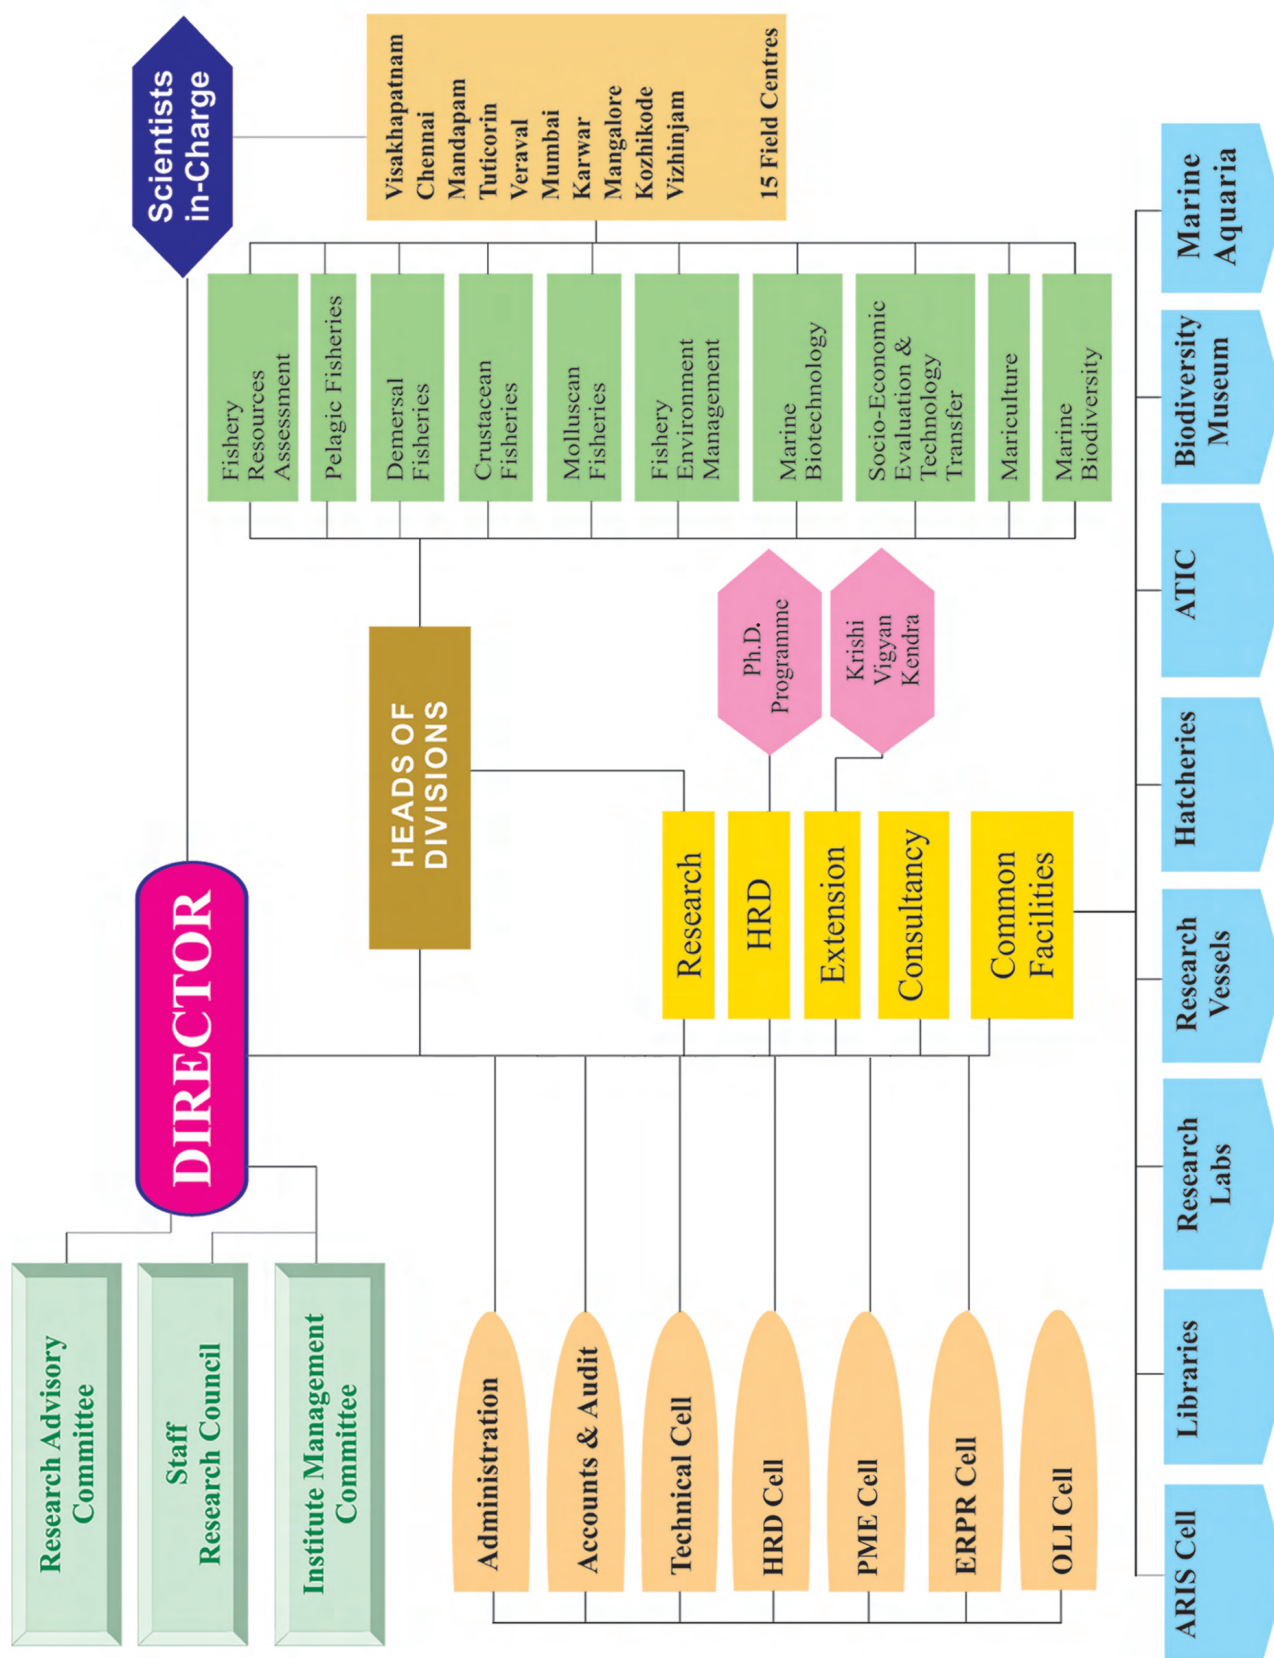 Research Advisory
Committee
Staff
Research Council
Institute Management
Committee
DIRECTOR
Scientists
in-Charge
HEADS OF
DIVISIONS
Visakhapatnam
Chennai
Mandapam
Tuticorin
Veraval
Mumbai
Karwar
Mangalore
Kozhikode
Vizhinjam
15 Field Centres
Fishery
Resources
Assessment
Pelagic Fisheries
Demersal
Fisheries
Crustacean
Fisheries
Molluscan
Fisheries
Fishery
Environment
Management
Marine
Biotechnology
Socio-Economic
Evaluation &
Technology
Transfer
Mariculture
Marine
Biodiversity
Administration
Accounts & Audit
Technical Cell
HRD Cell
PME Cell
ERPR Cell
OLI Cell
Research
HRD
Extension
Consultancy
Common
Facilities
Ph.D.
Programme
Krishi
Vigyan
Kendra
ARIS Cell
Libraries
Research
Labs
Research
Vessels
Hatcheries
ATIC
Biodiversity
Museum
Marine
Aquaria